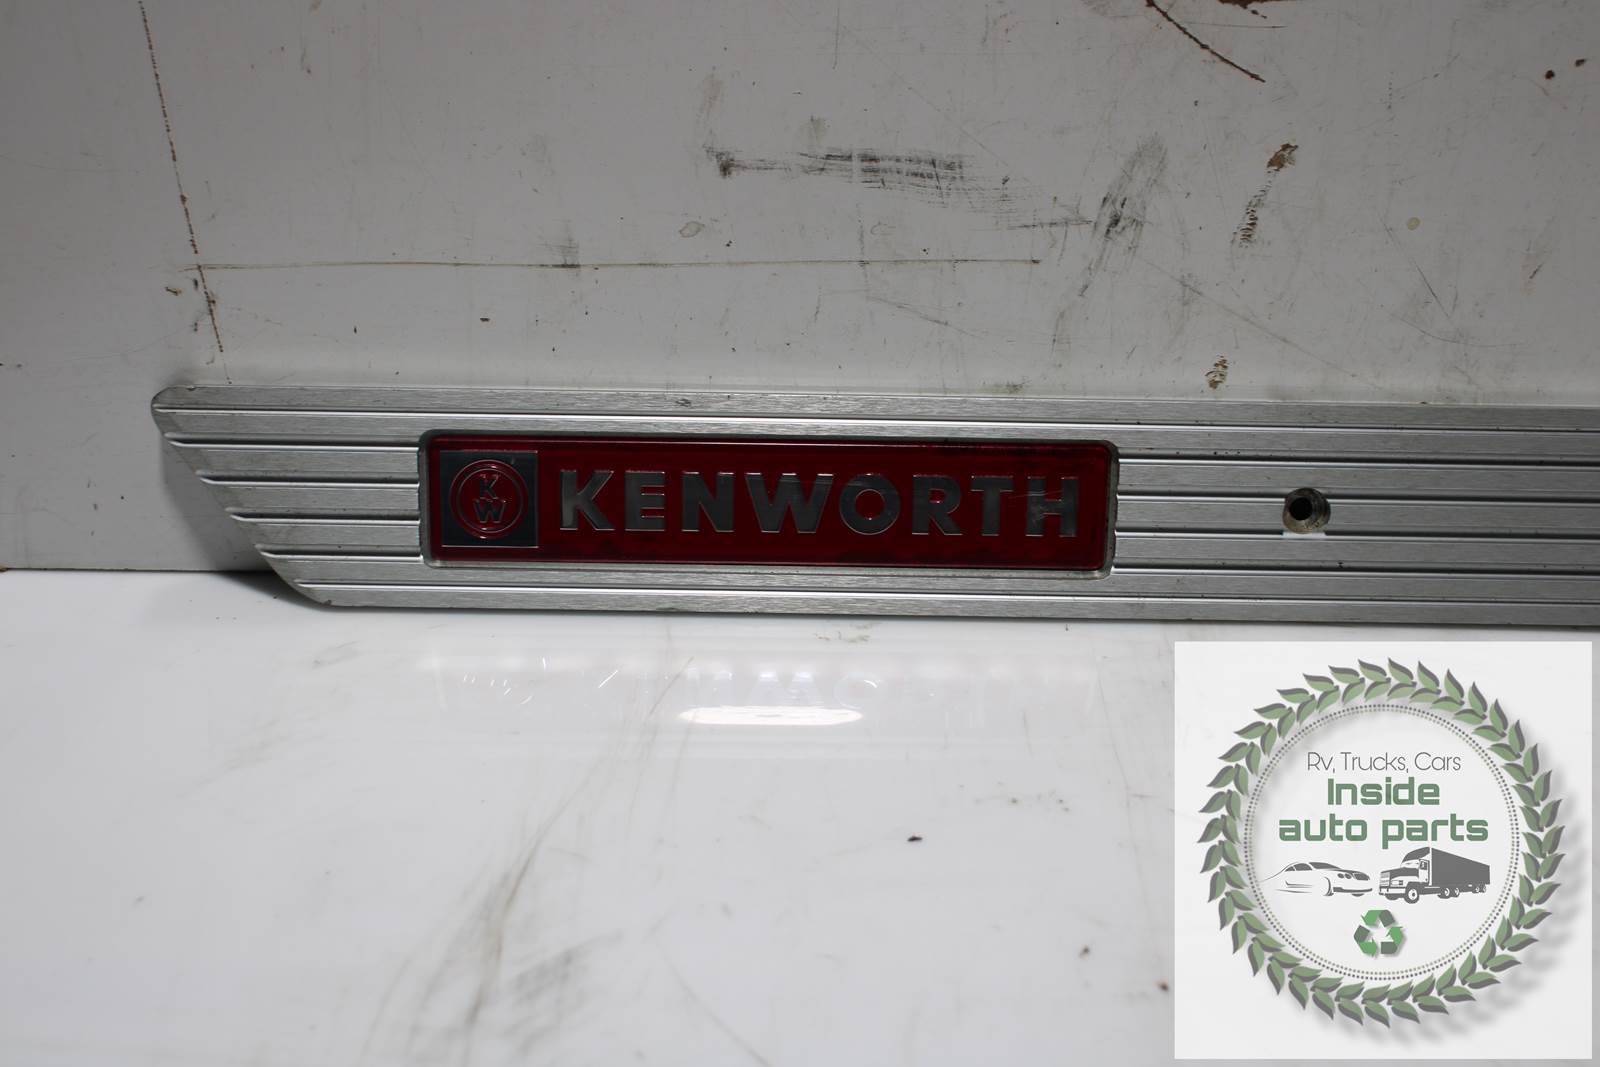 KW KENWORTH
Rv, Trucks, Cars
Inside
auto parts